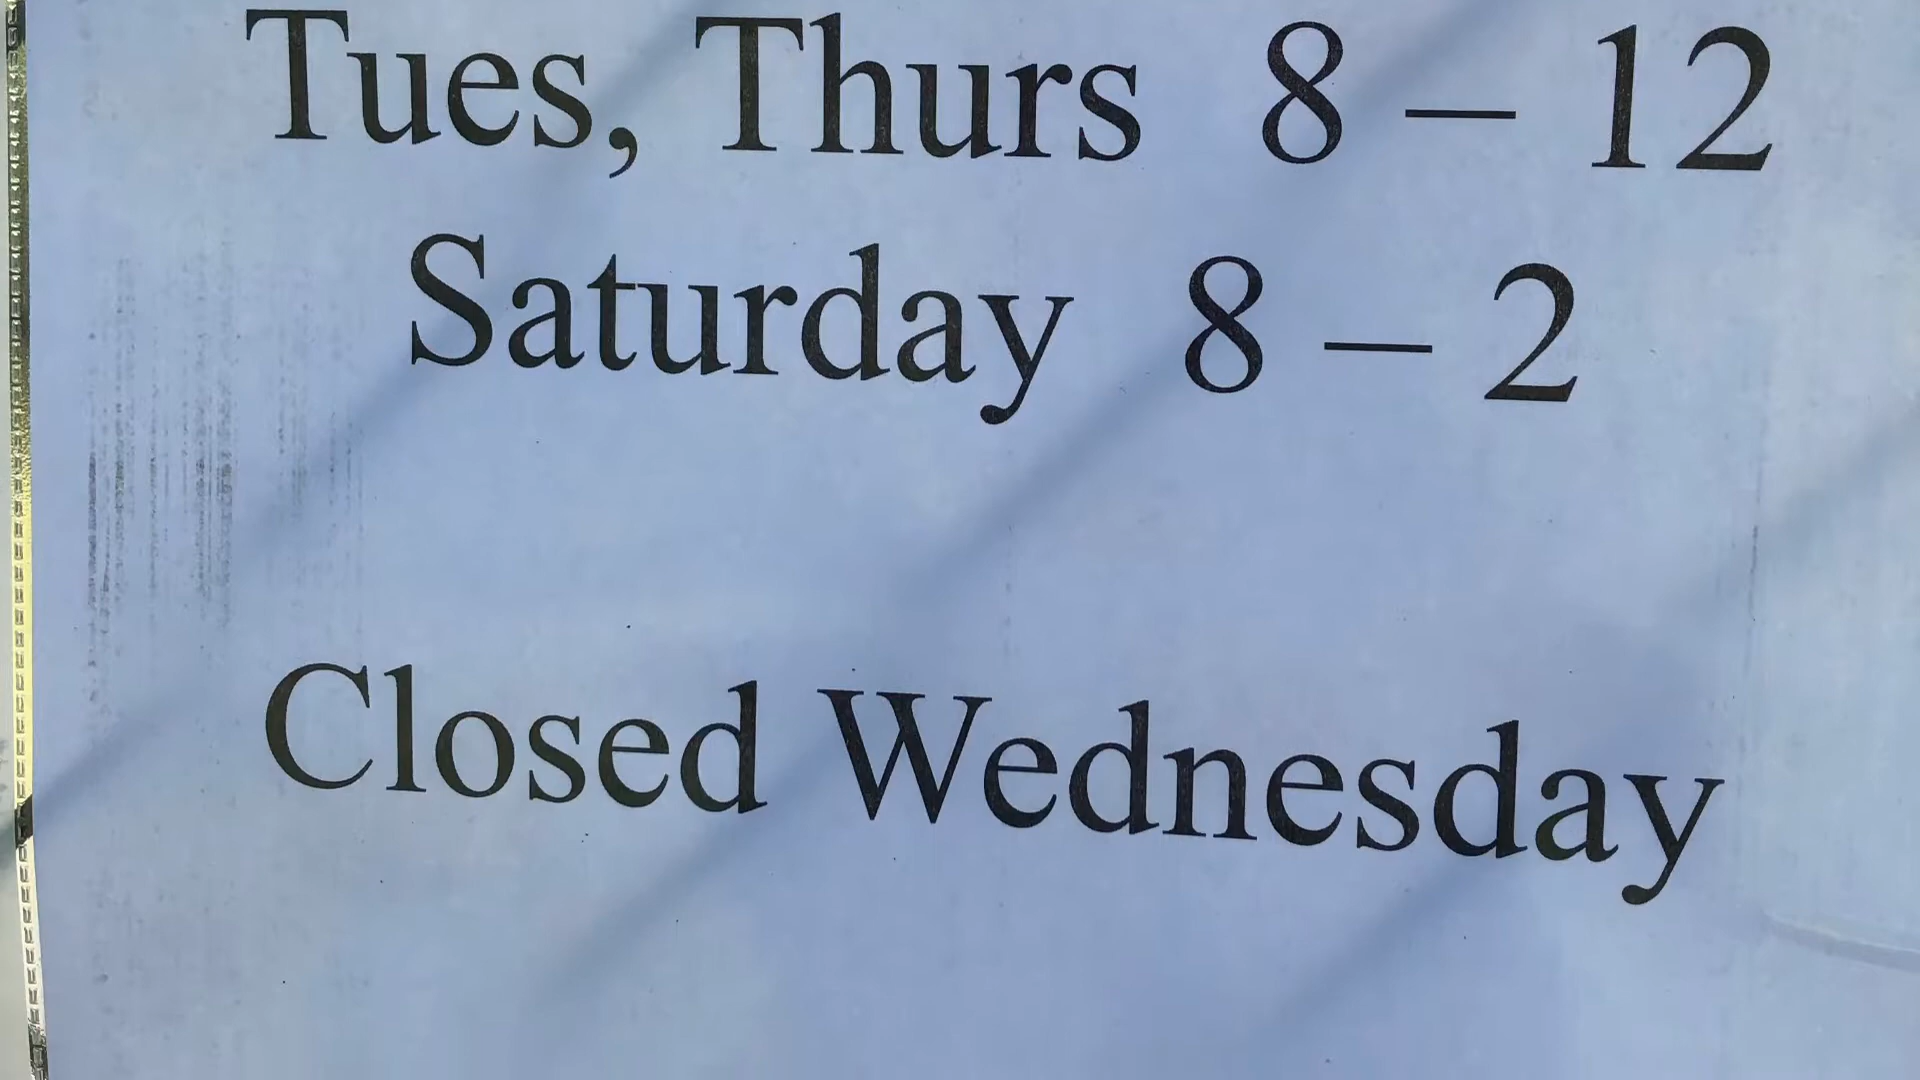 Tues, Thurs 8 – 12
Saturday 8 – 2
Closed Wednesday